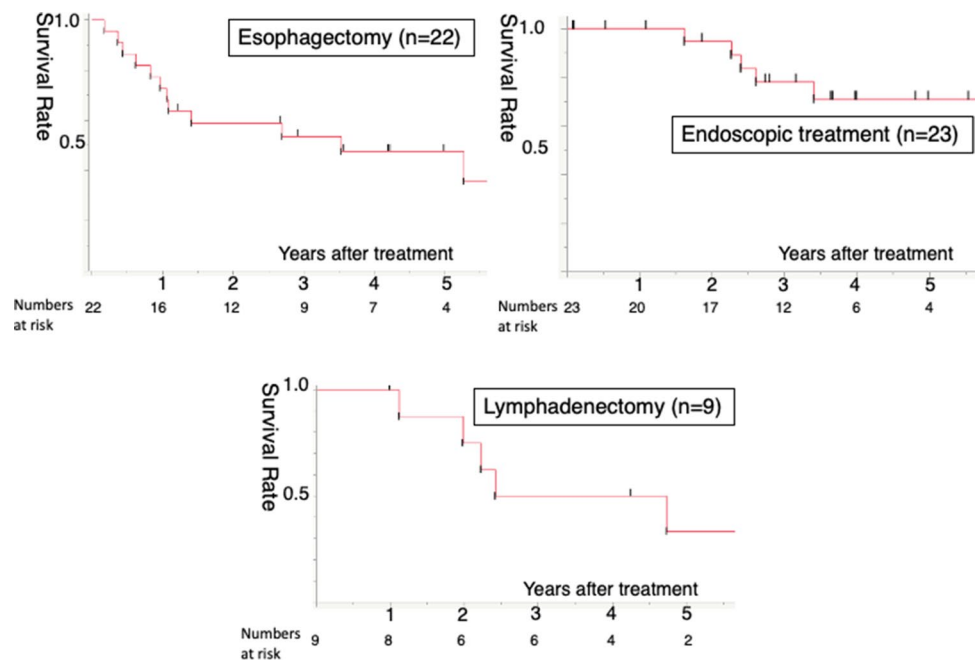 Survival Rate
1.0
0.5
Esophagectomy (n=22)
Years after treatment
1 2 3 4 5
Numbers at risk
22 16 12 9 7 4
Survival Rate
1.0
0.5
Endoscopic treatment (n=23)
Years after treatment
1 2 3 4 5
Numbers at risk
23 20 17 12 6 4
Survival Rate
1.0
0.5
Lymphadenectomy (n=9)
Years after treatment
1 2 3 4 5
Numbers at risk
9 8 6 6 4 2